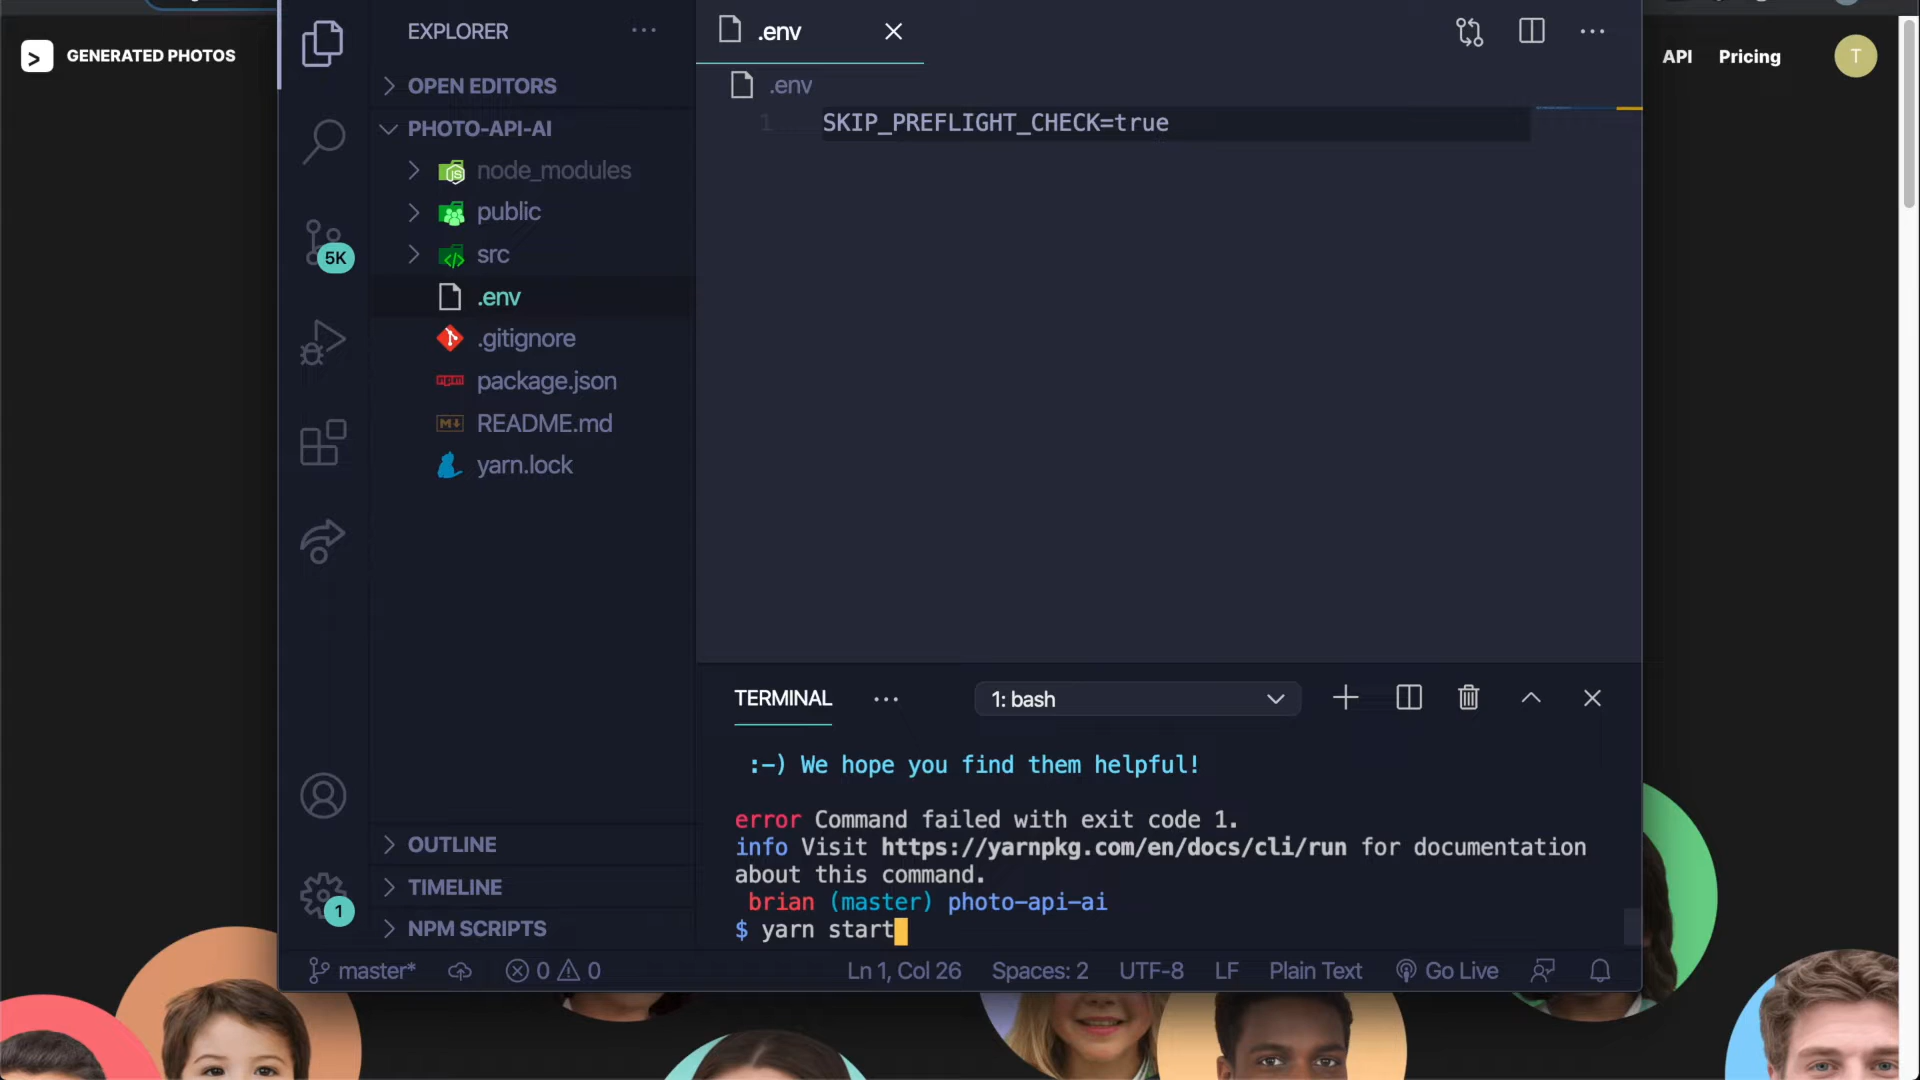 GENERATED PHOTOS
API
Pricing
T
EXPLORER
OPEN EDITORS
PHOTO-API-AI
node_modules
public
src
.env
.gitignore
package.json
README.md
yarn.lock
OUTLINE
TIMELINE
NPM SCRIPTS
5K
1
.env
.env
1 SKIP_PREFLIGHT_CHECK=true
TERMINAL
1: bash
:-) We hope you find them helpful!
error Command failed with exit code 1.
info Visit https://yarnpkg.com/en/docs/cli/run for documentation
about this command.
brian (master) photo-api-ai
$ yarn start
master* 0 0 Ln 1, Col 26 Spaces: 2 UTF-8 LF Plain Text Go Live